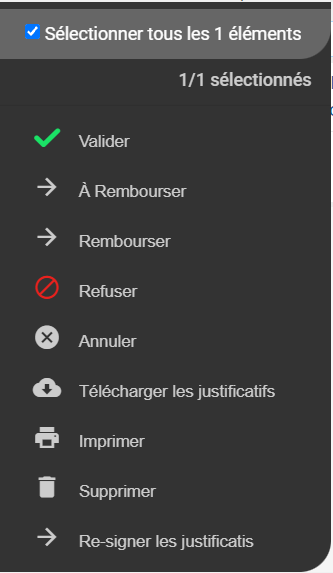 Sélectionner tous les 1 éléments
1/1 sélectionnés
Valider
À Rembourser
Rembourser
Refuser
Annuler
Télécharger les justificatifs
Imprimer
Supprimer
Re-signer les justificatis